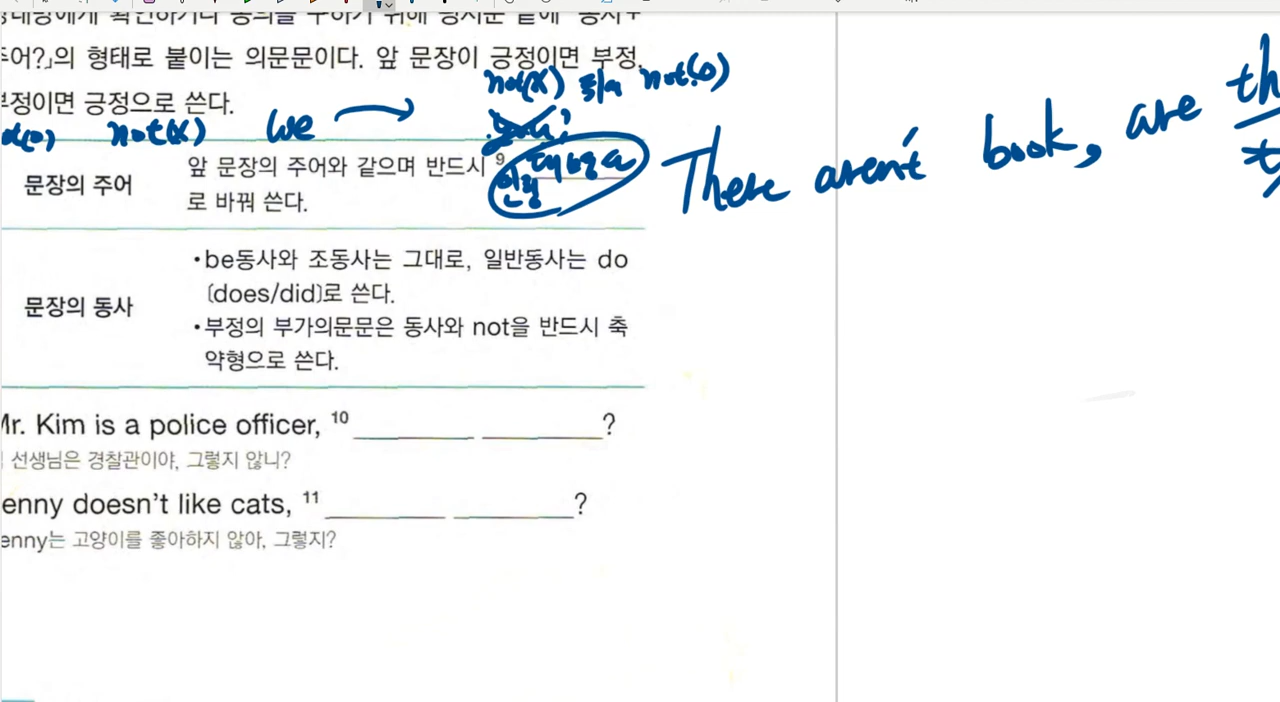 주어?」의 형태로 붙이는 의문문이다. 앞 문장이 긍정이면 부정,
부정이면 긍정으로 쓴다.
not(x) 뒤 not(o)
not(x) we
There aren't book, are
문장의 주어 앞 문장의 주어와 같으며 반드시 9
인칭 대명사
로 바꿔 쓴다.
문장의 동사
•be동사와 조동사는 그대로, 일반동사는 do
(does/did)로 쓴다.
•부정의 부가의문문은 동사와 not을 반드시 축
약형으로 쓴다.
Mr. Kim is a police officer, 10 ________ ________?
선생님은 경찰관이야, 그렇지 않니?
enny doesn't like cats, 11 ________ ________?
enny는 고양이를 좋아하지 않아, 그렇지?